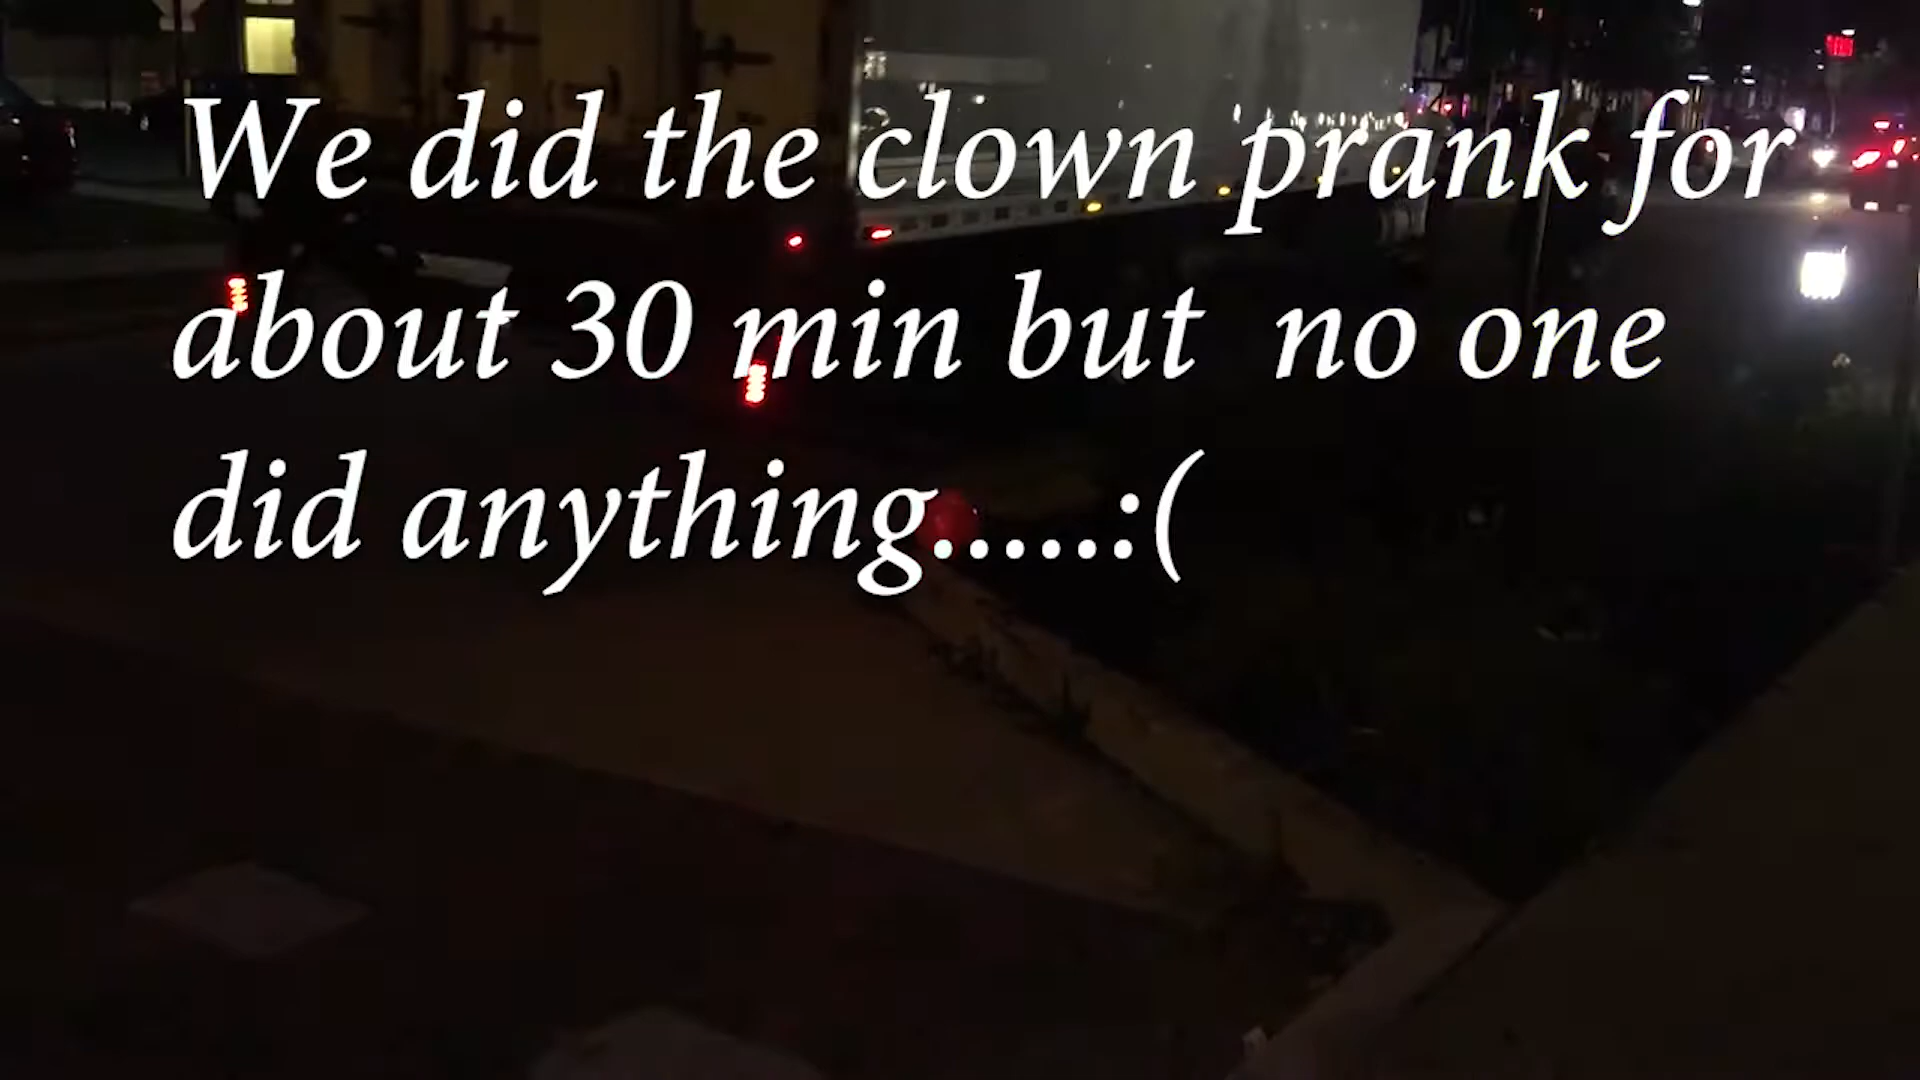 We did the clown prank for
about 30 min but  no one
did anything.....:(